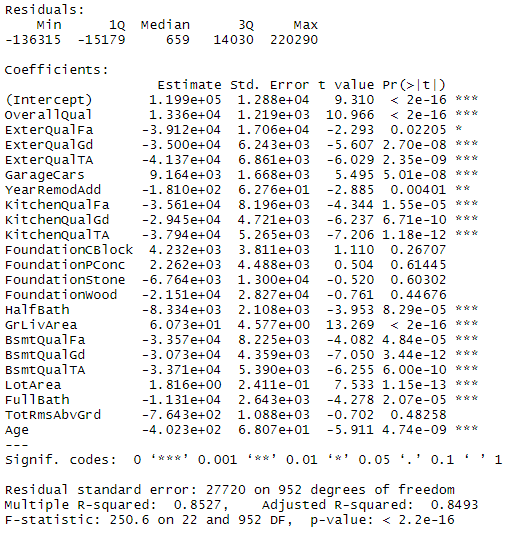 Residuals:
    Min      1Q  Median      3Q     Max
-136315  -15179     659   14030  220290

Coefficients:
                   Estimate Std. Error t value Pr(>|t|)
(Intercept)       1.199e+05  1.288e+04   9.310  < 2e-16 ***
OverallQual       1.336e+04  1.219e+03  10.966  < 2e-16 ***
ExterQualFa      -3.912e+04  1.706e+04  -2.293  0.02205 *
ExterQualGd      -3.500e+04  6.243e+03  -5.607 2.70e-08 ***
ExterQualTA      -4.137e+04  6.861e+03  -6.029 2.35e-09 ***
GarageCars        9.164e+03  1.668e+03   5.495 5.01e-08 ***
YearRemodAdd     -1.810e+02  6.276e+01  -2.885  0.00401 **
KitchenQualFa    -3.561e+04  8.196e+03  -4.344 1.55e-05 ***
KitchenQualGd    -2.945e+04  4.721e+03  -6.237 6.71e-10 ***
KitchenQualTA    -3.794e+04  5.265e+03  -7.206 1.18e-12 ***
FoundationCBlock  4.232e+03  3.811e+03   1.110  0.26707
FoundationPConc   2.262e+03  4.488e+03   0.504  0.61445
FoundationStone  -6.764e+03  1.300e+04  -0.520  0.60302
FoundationWood   -2.151e+04  2.827e+04  -0.761  0.44676
HalfBath         -8.334e+03  2.108e+03  -3.953 8.29e-05 ***
GrLivArea         6.073e+01  4.577e+00  13.269  < 2e-16 ***
BsmtQualFa       -3.357e+04  8.225e+03  -4.082 4.84e-05 ***
BsmtQualGd       -3.073e+04  4.359e+03  -7.050 3.44e-12 ***
BsmtQualTA       -3.371e+04  5.390e+03  -6.255 6.00e-10 ***
LotArea           1.816e+00  2.411e-01   7.533 1.15e-13 ***
FullBath         -1.131e+04  2.643e+03  -4.278 2.07e-05 ***
TotRmsAbvGrd     -7.643e+02  1.088e+03  -0.702  0.48258
Age              -4.023e+02  6.807e+01  -5.911 4.74e-09 ***
---
Signif. codes:  0 ‘***’ 0.001 ‘**’ 0.01 ‘*’ 0.05 ‘.’ 0.1 ‘ ’ 1

Residual standard error: 27720 on 952 degrees of freedom
Multiple R-squared:  0.8527,    Adjusted R-squared:  0.8493
F-statistic: 250.6 on 22 and 952 DF,  p-value: < 2.2e-16